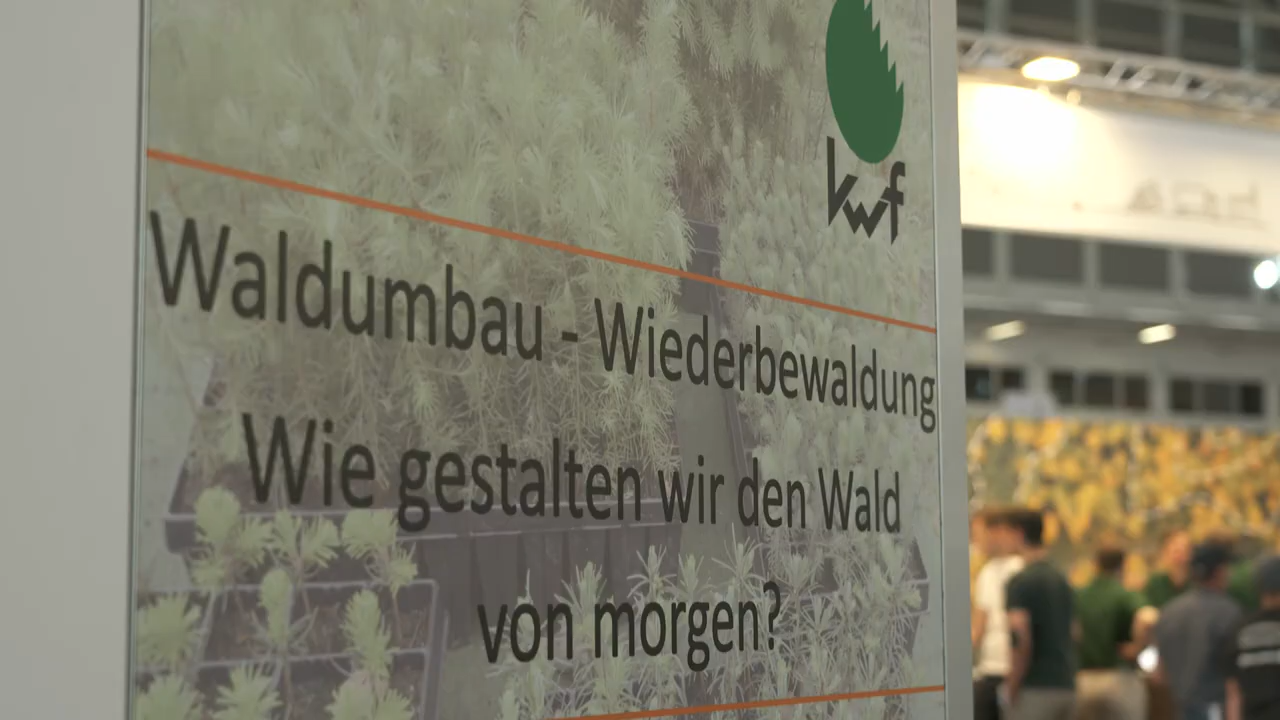 kwf
Waldumbau - Wiederbewaldung
Wie gestalten wir den Wald
von morgen?